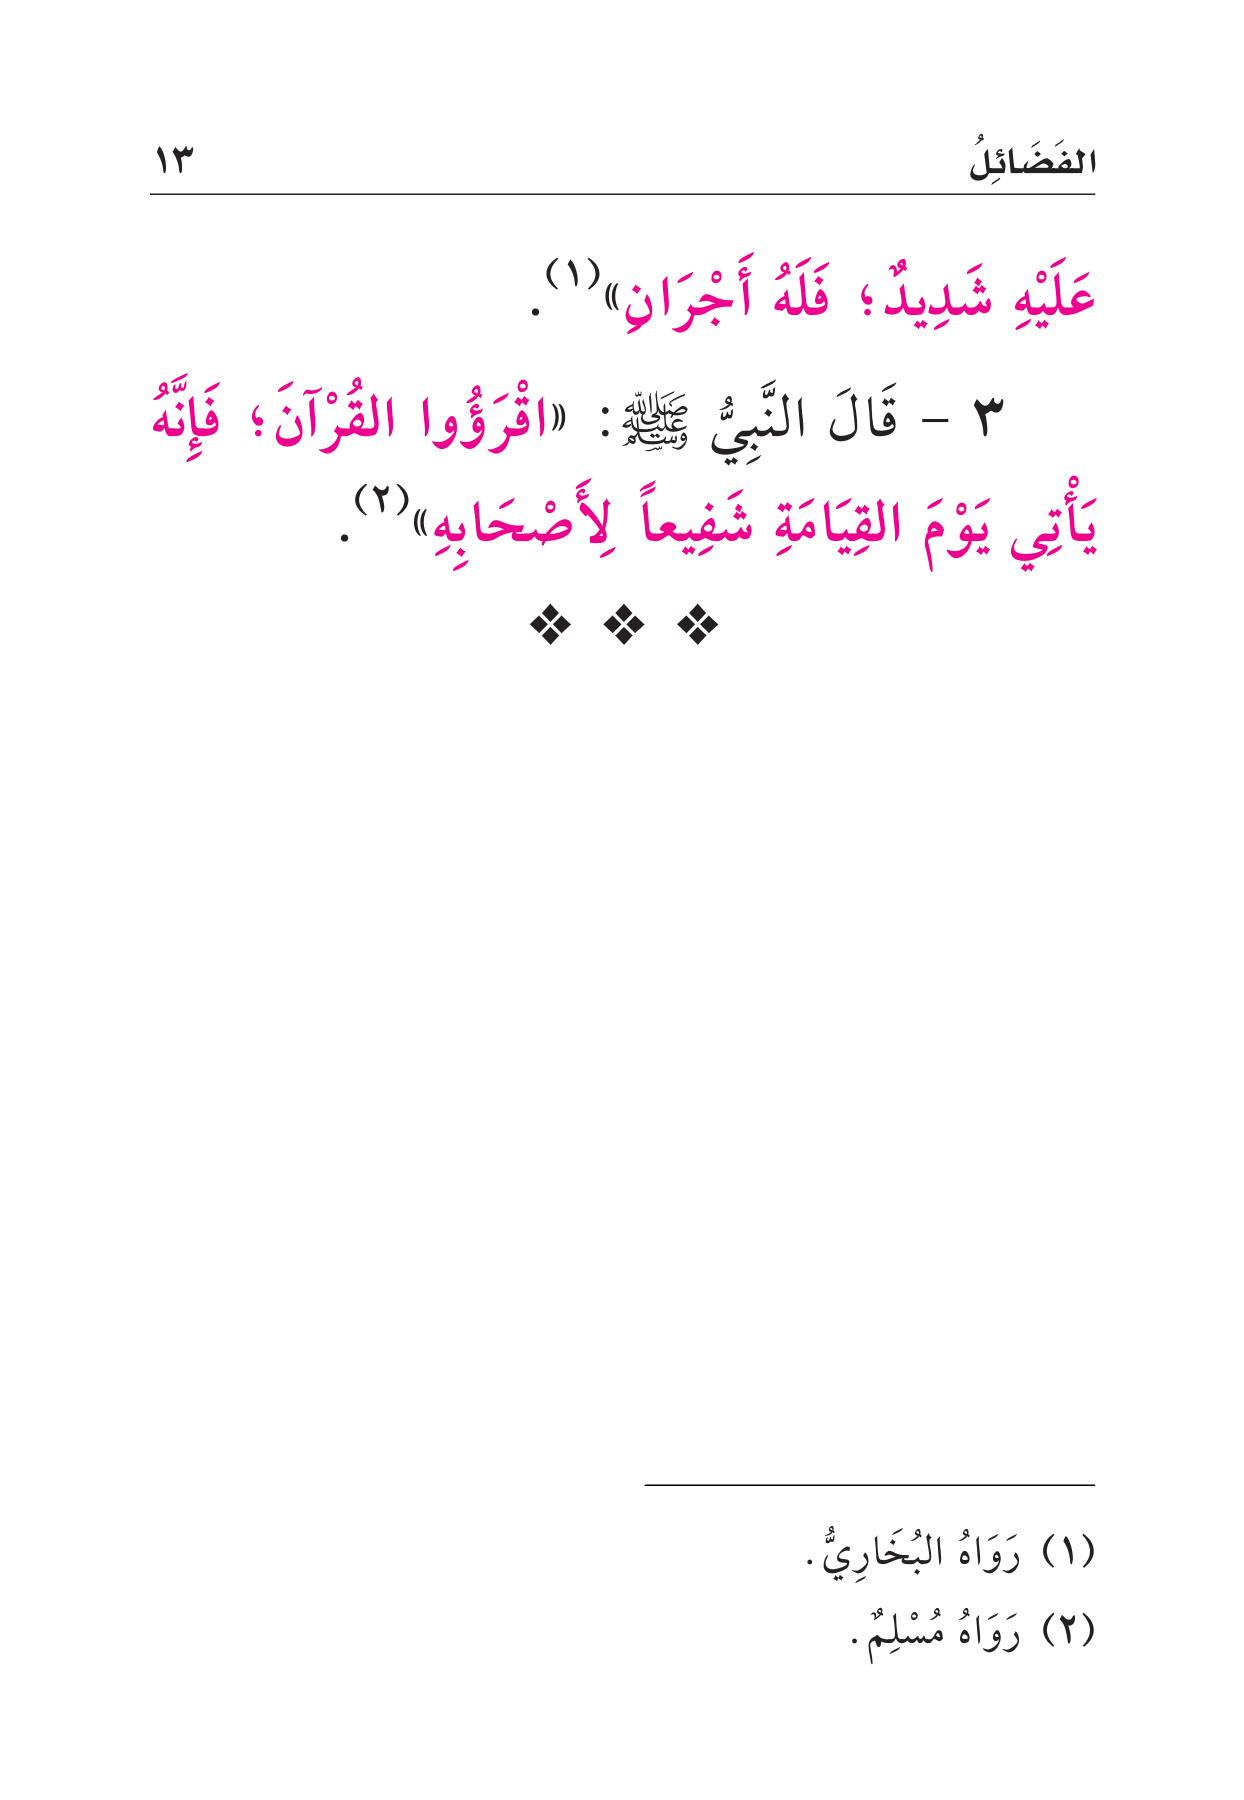 الفَضَائِلُ ١٣
عَلَيْهِ شَدِيدٌ؛ فَلَهُ أَجْرَانِ»(١).
٣ – قَالَ النَّبِيُّ ﷺ: «اقْرَؤُوا القُرْآنَ؛ فَإِنَّهُ
يَأْتِي يَوْمَ القِيَامَةِ شَفِيعاً لِأَصْحَابِهِ»(٢).
(١) رَوَاهُ البُخَارِيُّ.
(٢) رَوَاهُ مُسْلِمٌ.